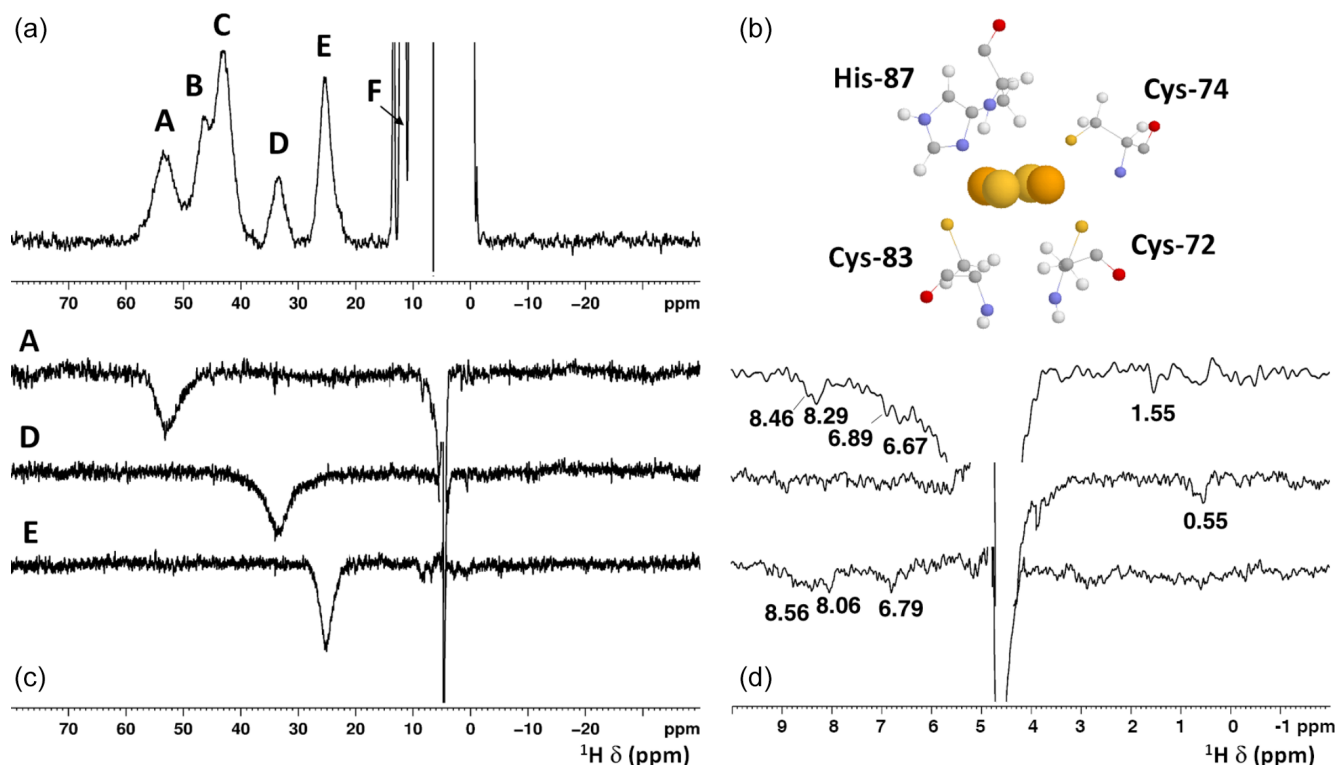 (a)
A
B
C
D
E
F
70 60 50 40 30 20 10 0 −10 −20 ppm
(b)
His-87
Cys-74
Cys-83
Cys-72
A
D
E
(c)
70 60 50 40 30 20 10 0 −10 −20 ppm
¹H δ (ppm)
8.46
8.29
6.89
6.67
1.55
0.55
8.56
8.06
6.79
(d)
9 8 7 6 5 4 3 2 1 0 -1 ppm
¹H δ (ppm)